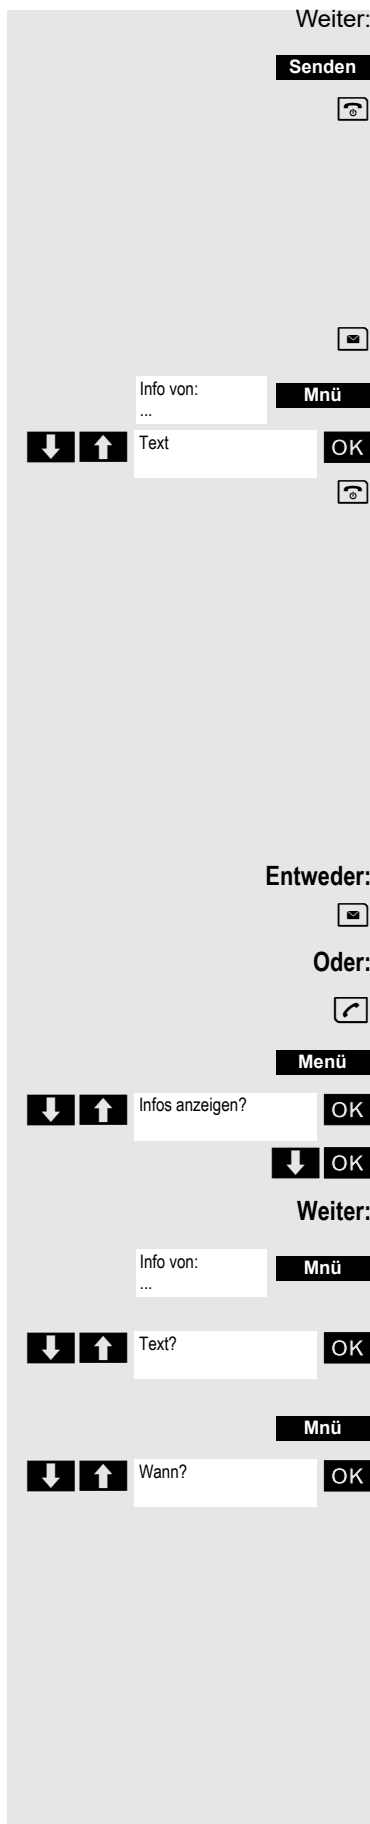 Weiter:
Senden
Info von:
...
Mnü
Text
OK
Entweder:
Oder:
Menü
Infos anzeigen?
OK
OK
Weiter:
Info von:
...
Mnü
Text?
OK
Mnü
Wann?
OK